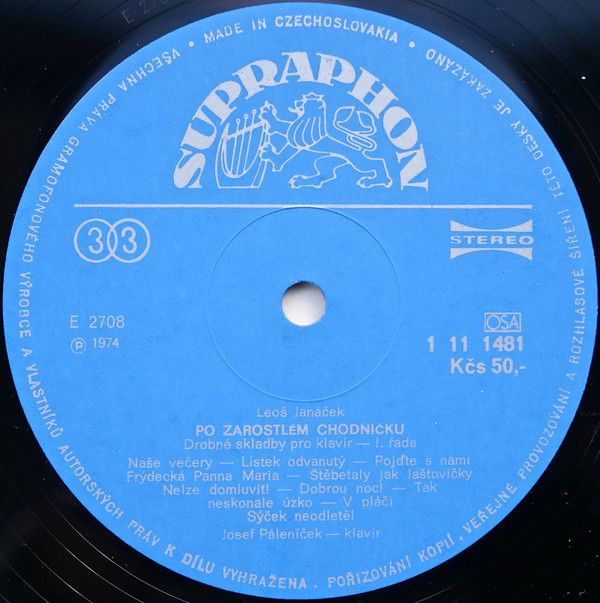 VŠECHNA PRÁVA GRAMOFONOVÉHO VÝROBCE A VLASTNÍKŮ AUTORSKÝCH PRÁV K DÍLU VYHRAŽENA. POŘIZOVÁNÍ KOPIÍ, VEŘEJNÉ PROVOZOVÁNÍ A ROZHLASOVÉ ŠÍŘENÍ TÉTO DESKY JE ZAKÁZÁNO
• MADE IN CZECHOSLOVAKIA •
SUPRAPHON
33
STEREO
E 2708
Ⓟ 1974
OSA
1 11 1481
Kčs 50,-
Leoš Janáček
PO ZAROSTLÉM CHODNÍČKU
Drobné skladby pro klavír — I. řada
Naše večery — Lístek odvanutý — Pojďte s námi
Frýdecká Panna Maria — Štěbetaly jak laštovičky
Nelze domluvit! — Dobrou noc! — Tak
neskonale úzko — V pláči
Sýček neodletěl
Josef Páleníček — klavír